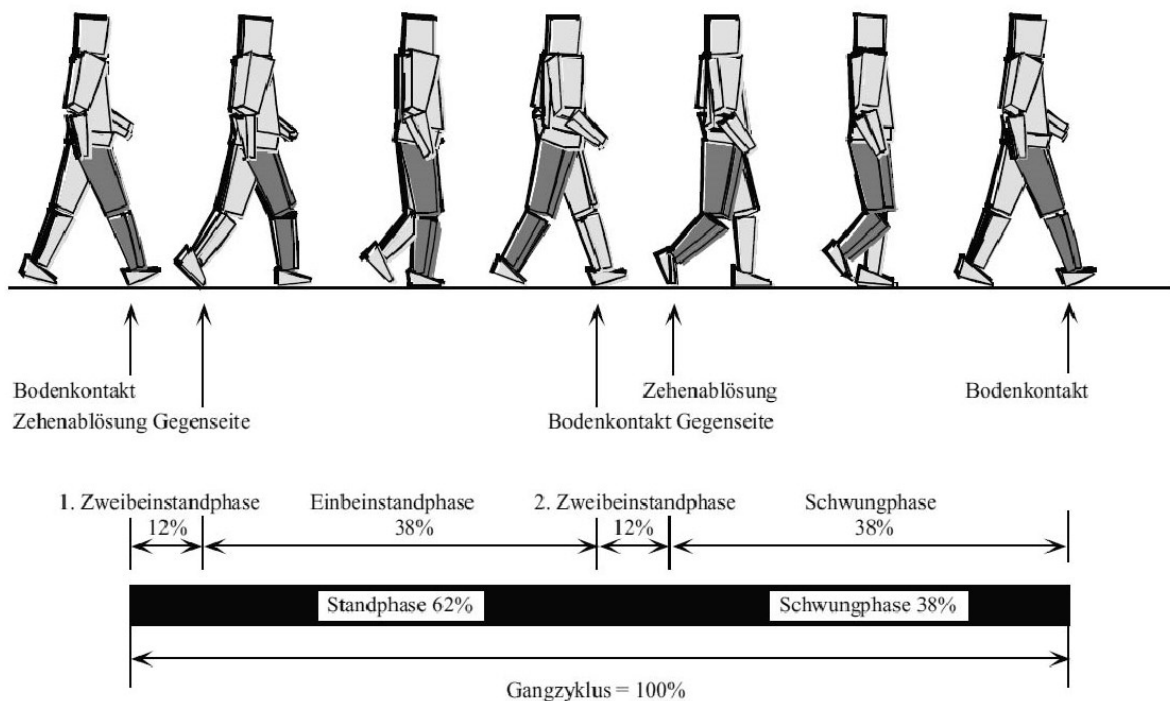 Bodenkontakt
Zehenablösung Gegenseite
Zehenablösung
Bodenkontakt Gegenseite
Bodenkontakt
1. Zweibeinstandphase
12%
Einbeinstandphase
38%
2. Zweibeinstandphase
12%
Schwungphase
38%
Standphase 62%
Schwungphase 38%
Gangzyklus = 100%